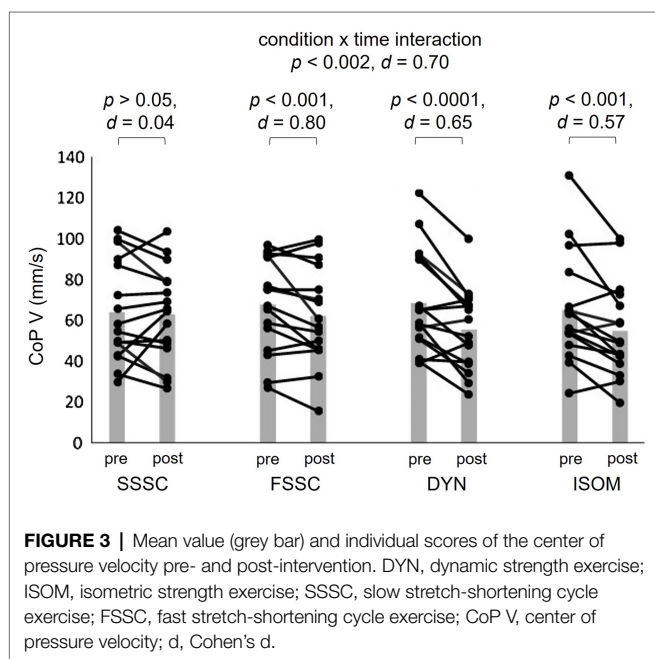 condition x time interaction
p < 0.002, d = 0.70
p > 0.05, p < 0.001, p < 0.0001, p < 0.001,
d = 0.04 d = 0.80 d = 0.65 d = 0.57
140
120
100
80
60
40
20
0
CoP V (mm/s)
pre post pre post pre post pre post
SSSC FSSC DYN ISOM
FIGURE 3 | Mean value (grey bar) and individual scores of the center of
pressure velocity pre- and post-intervention. DYN, dynamic strength exercise;
ISOM, isometric strength exercise; SSSC, slow stretch-shortening cycle
exercise; FSSC, fast stretch-shortening cycle exercise; CoP V, center of
pressure velocity; d, Cohen's d.